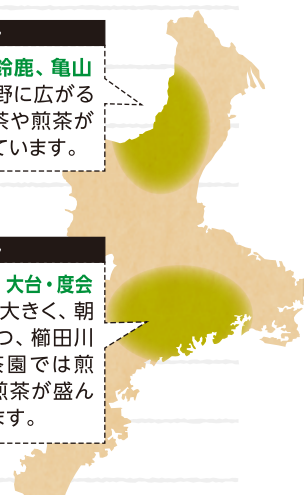 鈴鹿、亀山
野に広がる
茶や煎茶が
ています。
大台・度会
大きく、朝
つ、櫛田川
茶園では煎
煎茶が盛ん
ます。